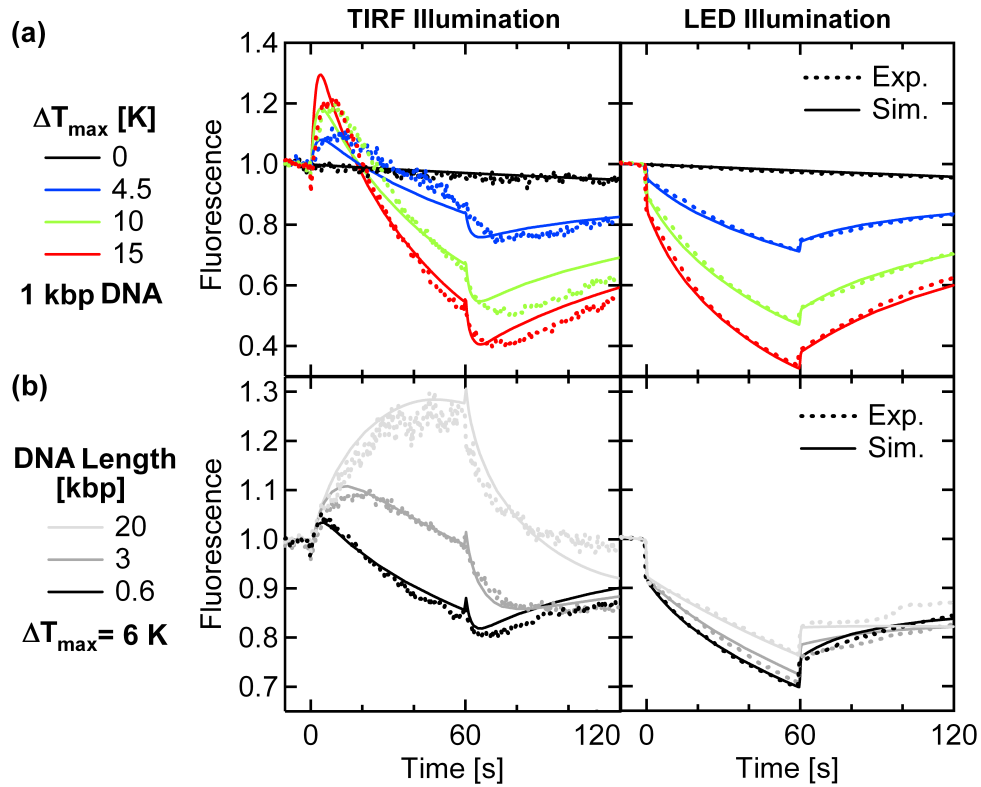 TIRF Illumination LED Illumination
(a)
1.4
1.2
1.0
0.8
0.6
0.4
Fluorescence
ΔTmax [K]
0
4.5
10
15
1 kbp DNA
Exp.
Sim.
(b)
1.3
1.2
1.1
1.0
0.9
0.8
0.7
Fluorescence
DNA Length
[kbp]
20
3
0.6
ΔTmax= 6 K
Exp.
Sim.
0 60 120 0 60 120
Time [s] Time [s]